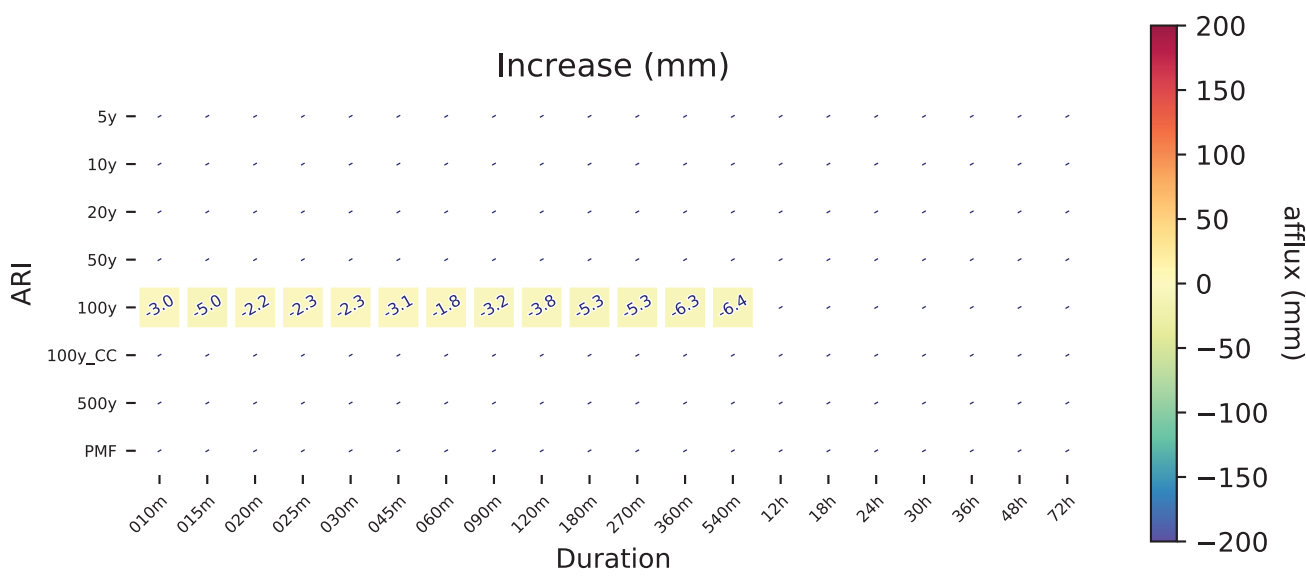 Increase (mm)
ARI
5y - - - - - - - - - - - - - - - - - - - -
10y - - - - - - - - - - - - - - - - - - - -
20y - - - - - - - - - - - - - - - - - - - -
50y - - - - - - - - - - - - - - - - - - - -
100y -3.0 -5.0 -2.2 -2.3 -2.3 -3.1 -1.8 -3.2 -3.8 -5.3 -5.3 -6.3 -6.4 - - - - - - -
100y_CC - - - - - - - - - - - - - - - - - - - -
500y - - - - - - - - - - - - - - - - - - - -
PMF - - - - - - - - - - - - - - - - - - - -
010m 015m 020m 025m 030m 045m 060m 090m 120m 180m 270m 360m 540m 12h 18h 24h 30h 36h 48h 72h
Duration
200
150
100
50
0
−50
−100
−150
−200
afflux (mm)